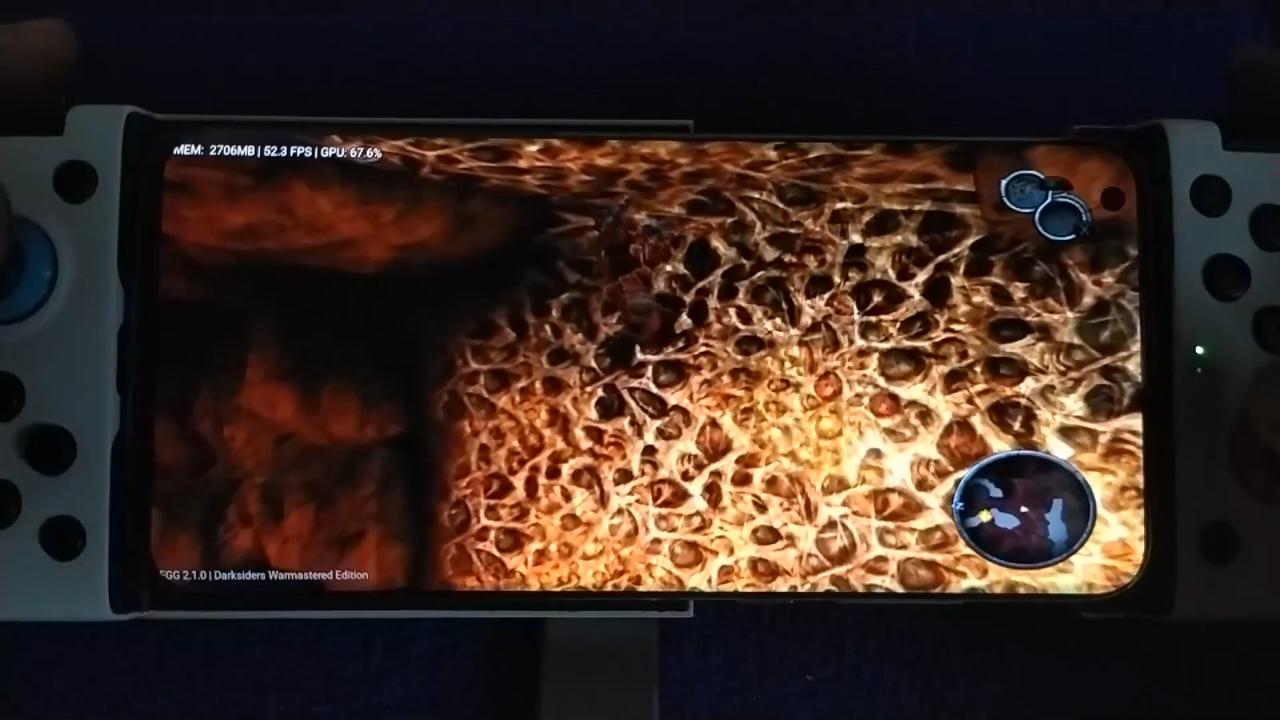 MEM: 2706MB | 52.3 FPS | GPU: 67.6%
N
EGG 2.1.0 | Darksiders Warmastered Edition